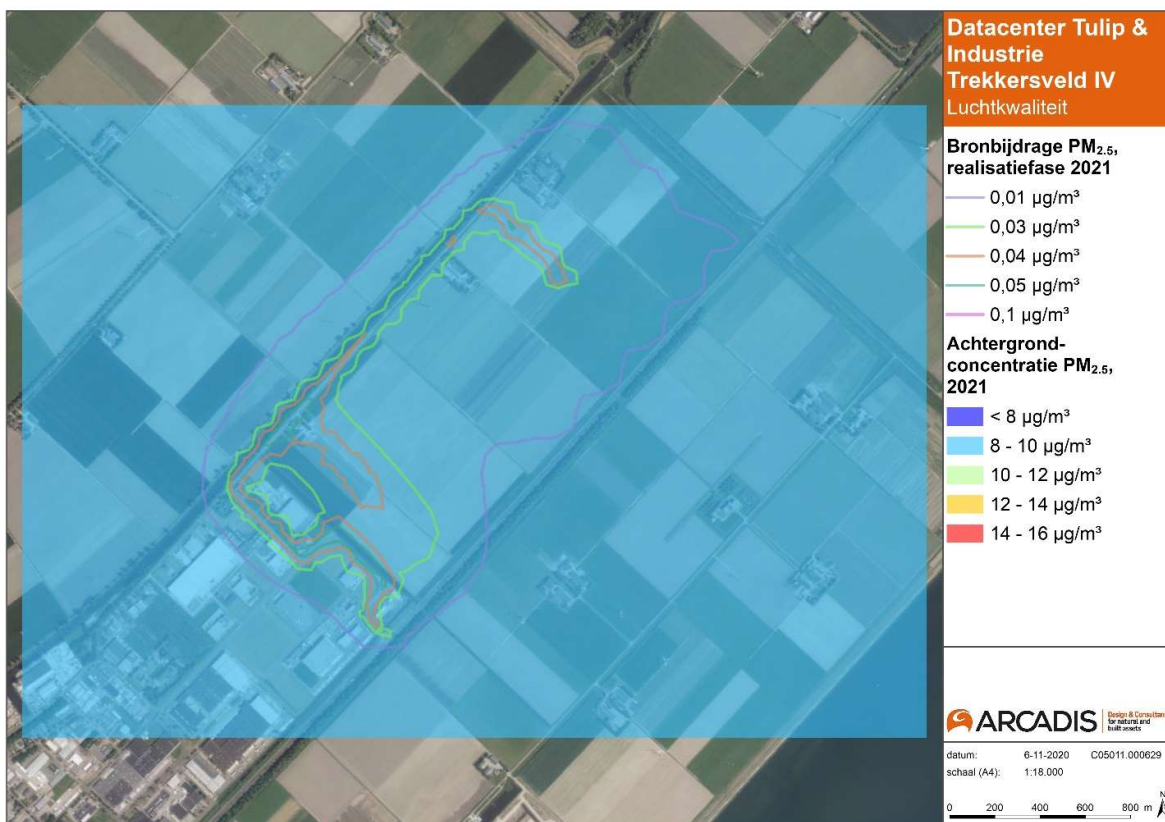 Datacenter Tulip &
Industrie
Trekkersveld IV
Luchtkwaliteit
Bronbijdrage PM2.5,
realisatiefase 2021
0,01 µg/m³
0,03 µg/m³
0,04 µg/m³
0,05 µg/m³
0,1 µg/m³
Achtergrond-
concentratie PM2.5,
2021
< 8 µg/m³
8 - 10 µg/m³
10 - 12 µg/m³
12 - 14 µg/m³
14 - 16 µg/m³
ARCADIS
Design & Consultan
for natural and
built assets
datum: 6-11-2020 C05011.000629
schaal (A4): 1:18.000
0 200 400 600 800 m
N